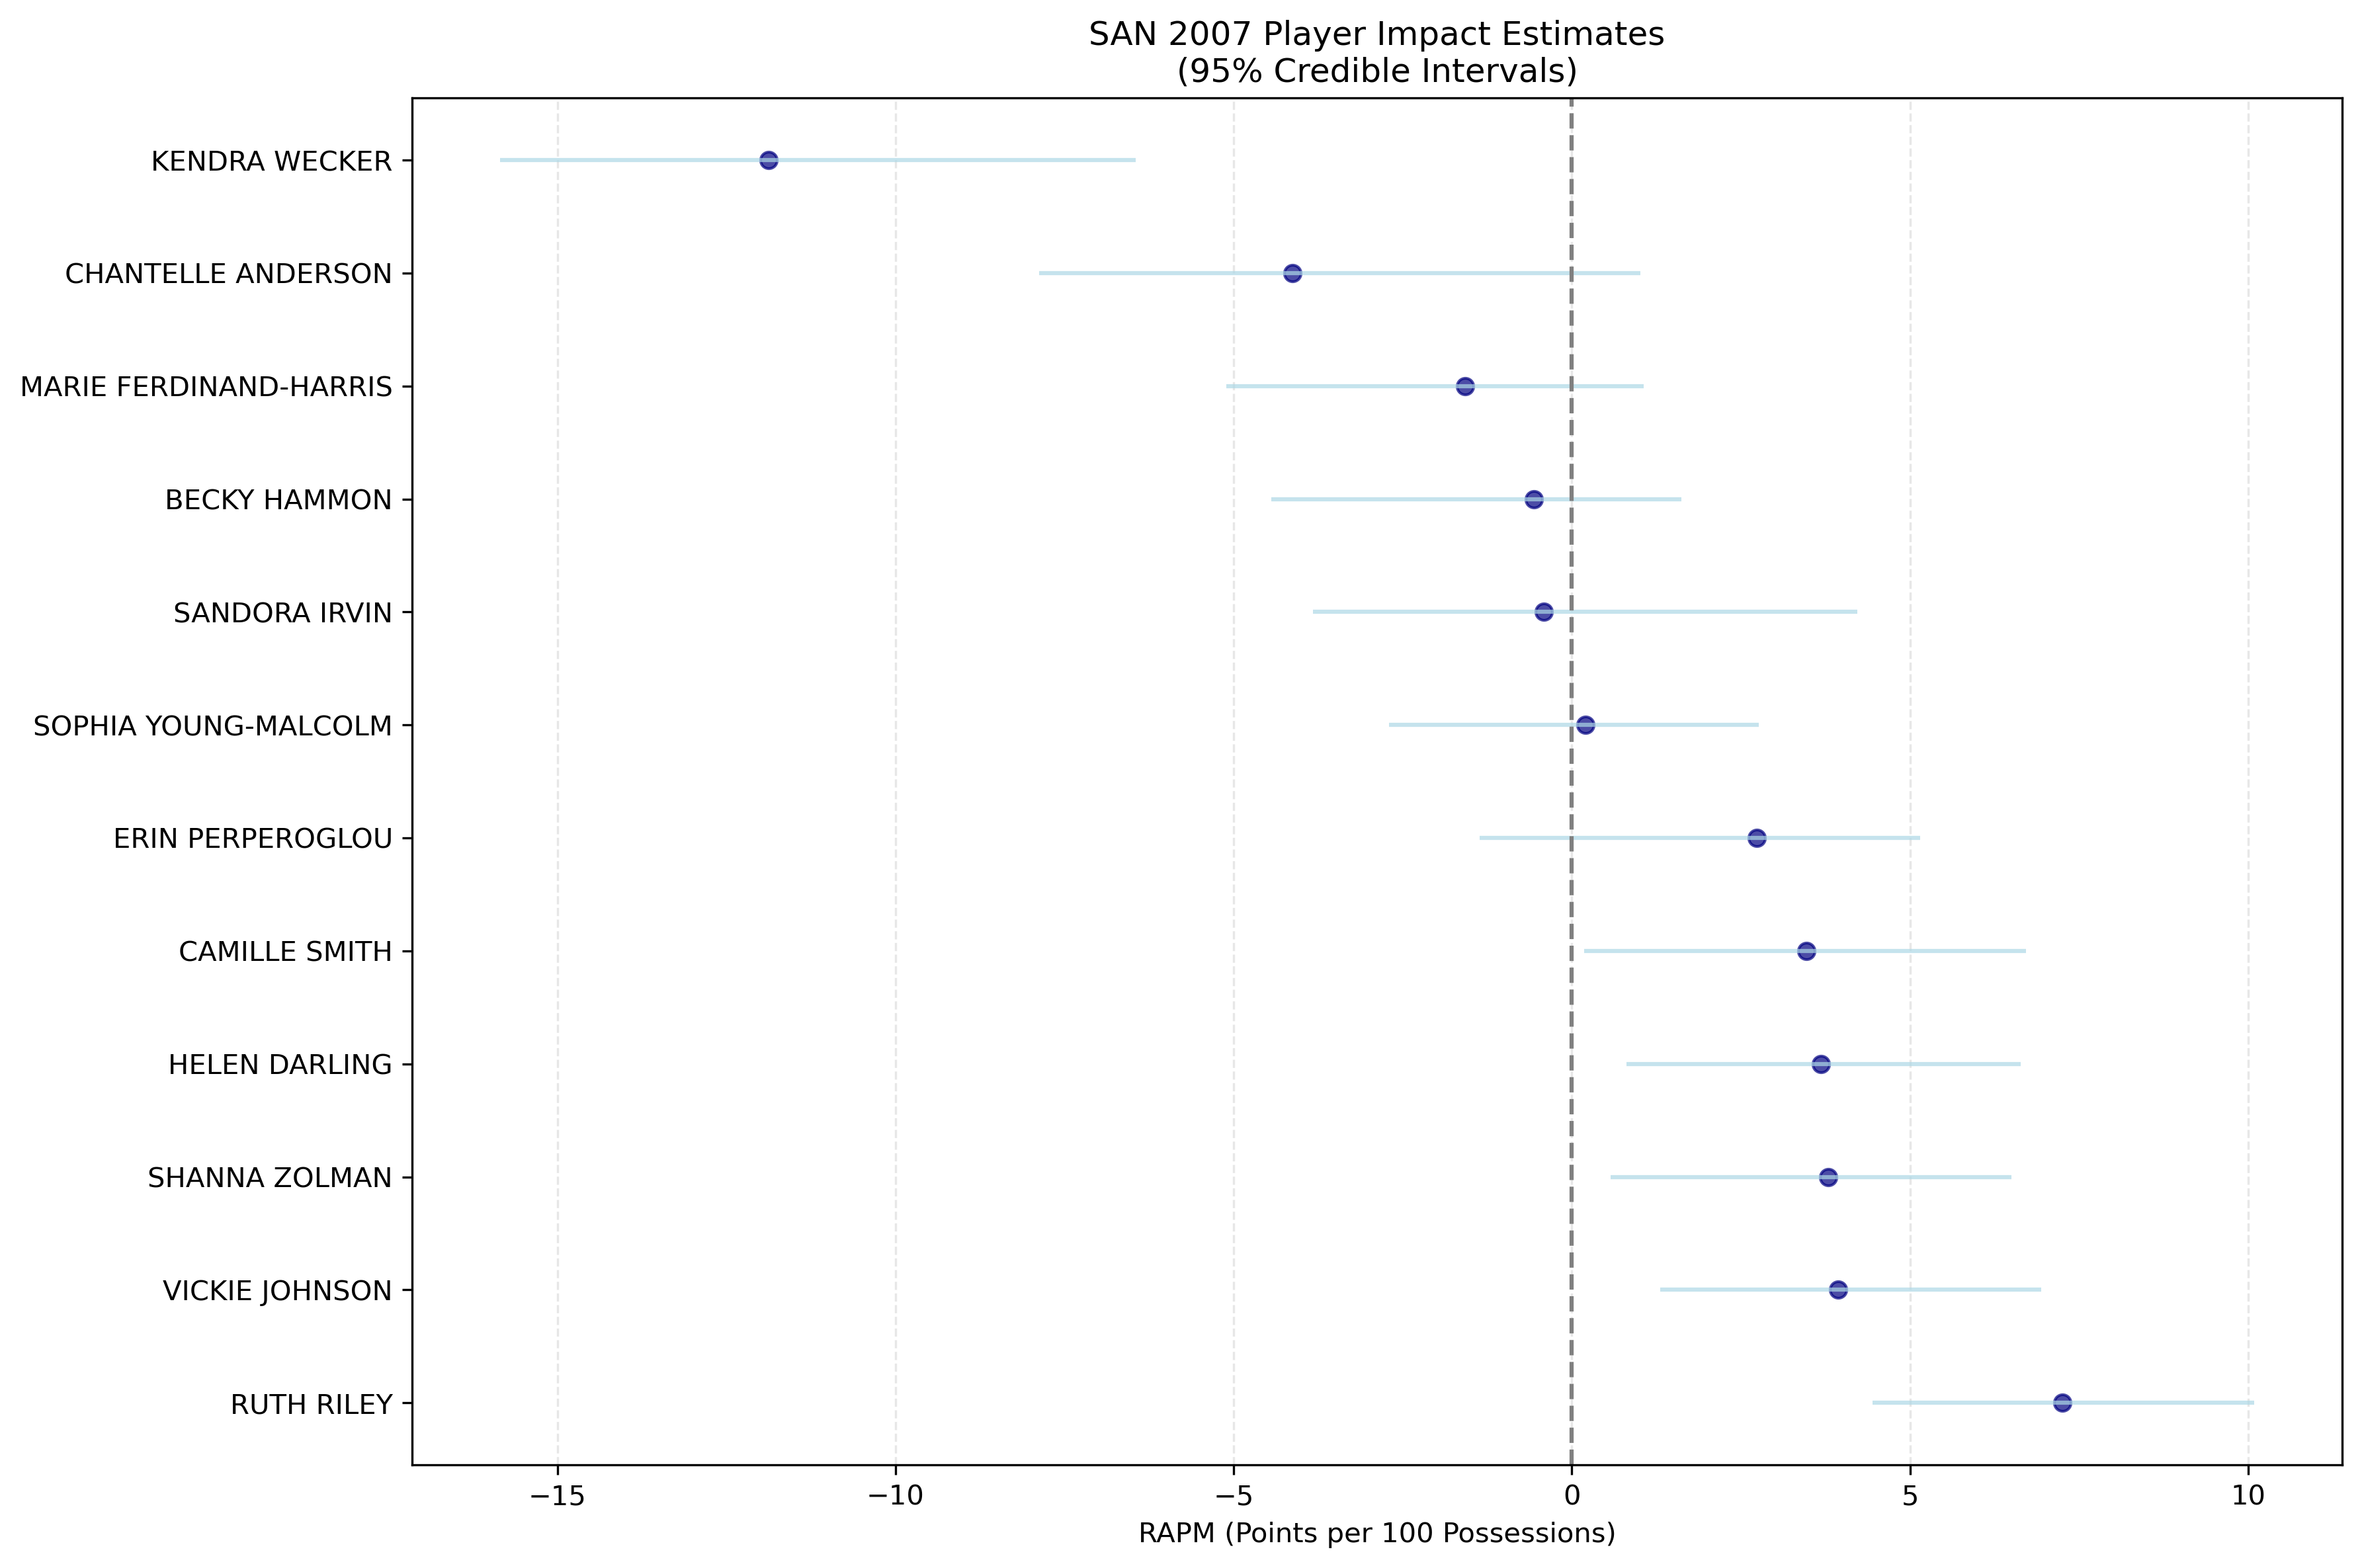 SAN 2007 Player Impact Estimates
(95% Credible Intervals)
KENDRA WECKER
CHANTELLE ANDERSON
MARIE FERDINAND-HARRIS
BECKY HAMMON
SANDORA IRVIN
SOPHIA YOUNG-MALCOLM
ERIN PERPEROGLOU
CAMILLE SMITH
HELEN DARLING
SHANNA ZOLMAN
VICKIE JOHNSON
RUTH RILEY
−15 −10 −5 0 5 10
RAPM (Points per 100 Possessions)